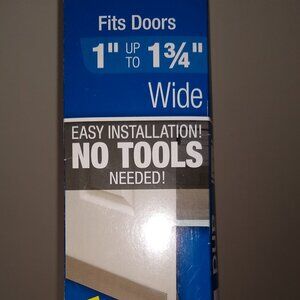 Fits Doors
1" UP TO 1¾"
Wide
EASY INSTALLATION!
NO TOOLS
NEEDED!